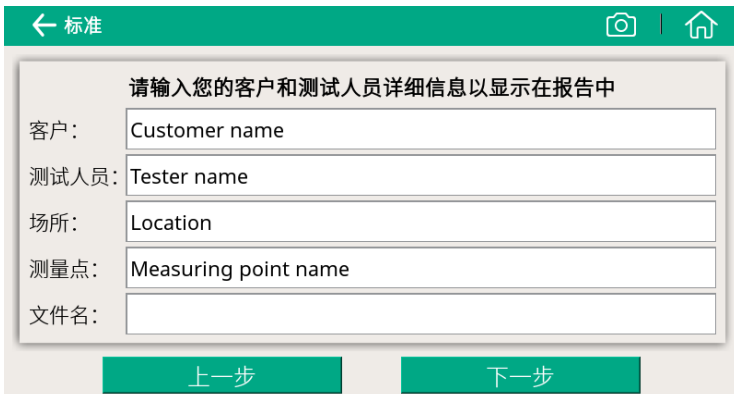 标准
请输入您的客户和测试人员详细信息以显示在报告中
客户: Customer name
测试人员: Tester name
场所: Location
测量点: Measuring point name
文件名:
上一步 下一步